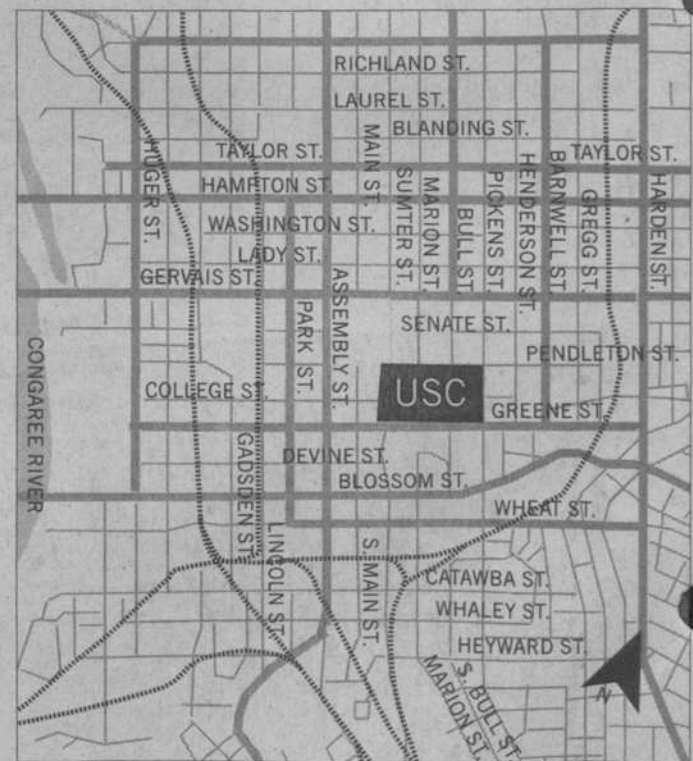 RICHLAND ST.
LAUREL ST.
BLANDING ST.
TAYLOR ST.
TAYLOR ST.
HAMPTON ST.
HUGER ST.
MAIN ST.
SUMTER ST.
MARION ST.
BULL ST.
PICKENS ST.
HENDERSON ST.
BARNWELL ST.
GREGG ST.
HARDEN ST.
WASHINGTON ST.
LADY ST.
GERVAIS ST.
PARK ST.
ASSEMBLY ST.
SENATE ST.
PENDLETON ST.
CONGAREE RIVER
COLLEGE ST.
USC
GREENE ST.
GADSDEN ST.
DEVINE ST.
BLOSSOM ST.
WHEAT ST.
LINCOLN ST.
S. MAIN ST.
CATAWBA ST.
WHALEY ST.
HEYWARD ST.
S. BULL ST.
MARION ST.
N